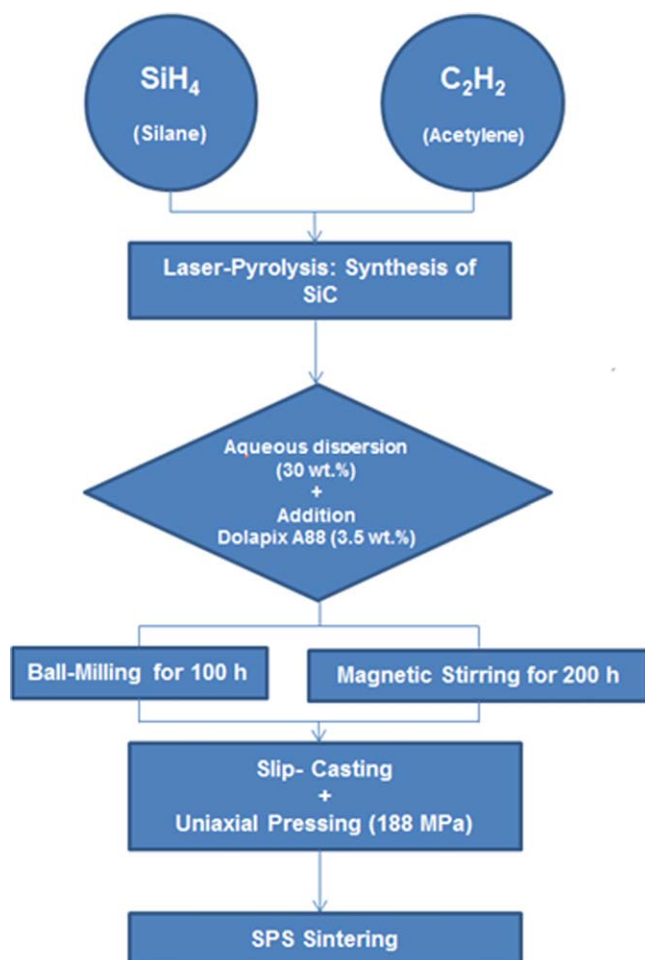 SiH₄
(Silane)
C₂H₂
(Acetylene)
Laser-Pyrolysis: Synthesis of
SiC
Aqueous dispersion
(30 wt.%)
+
Addition
Dolapix A88 (3.5 wt.%)
Ball-Milling for 100 h
Magnetic Stirring for 200 h
Slip- Casting
+
Uniaxial Pressing (188 MPa)
SPS Sintering